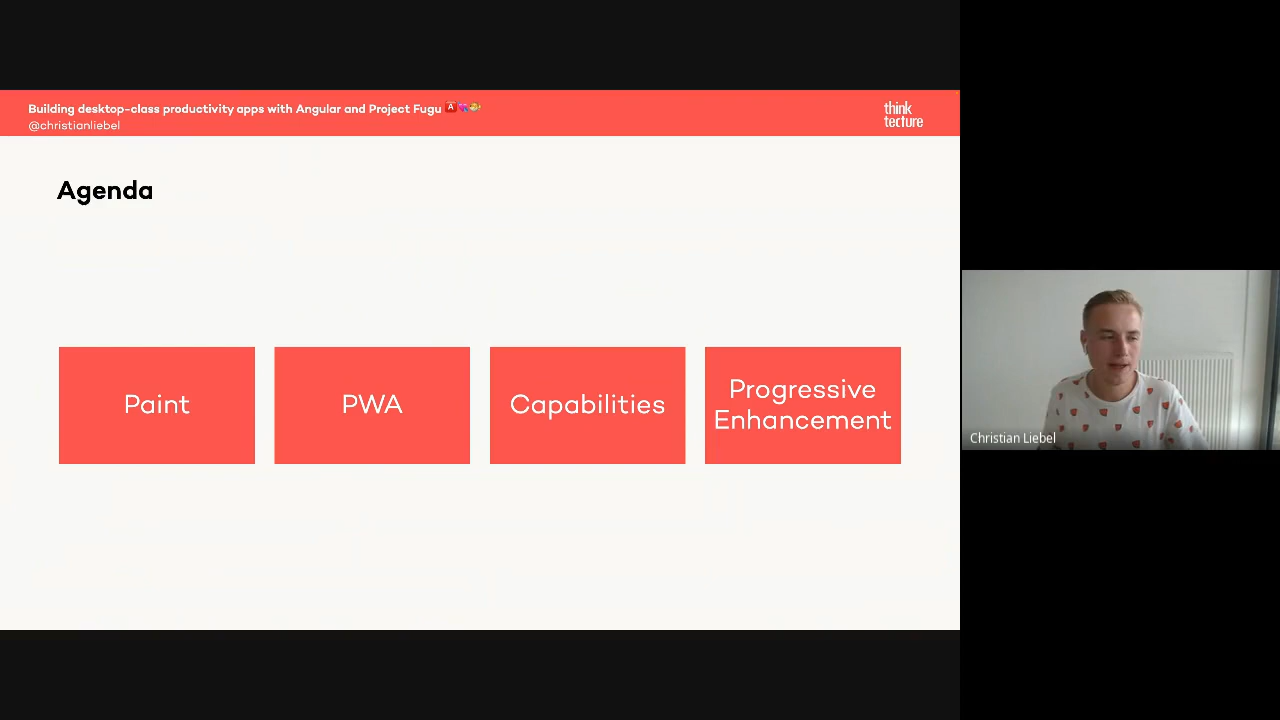 Building desktop-class productivity apps with Angular and Project Fugu
@christianliebel
think
tecture
Agenda
Paint
PWA
Capabilities
Progressive
Enhancement
Christian Liebel